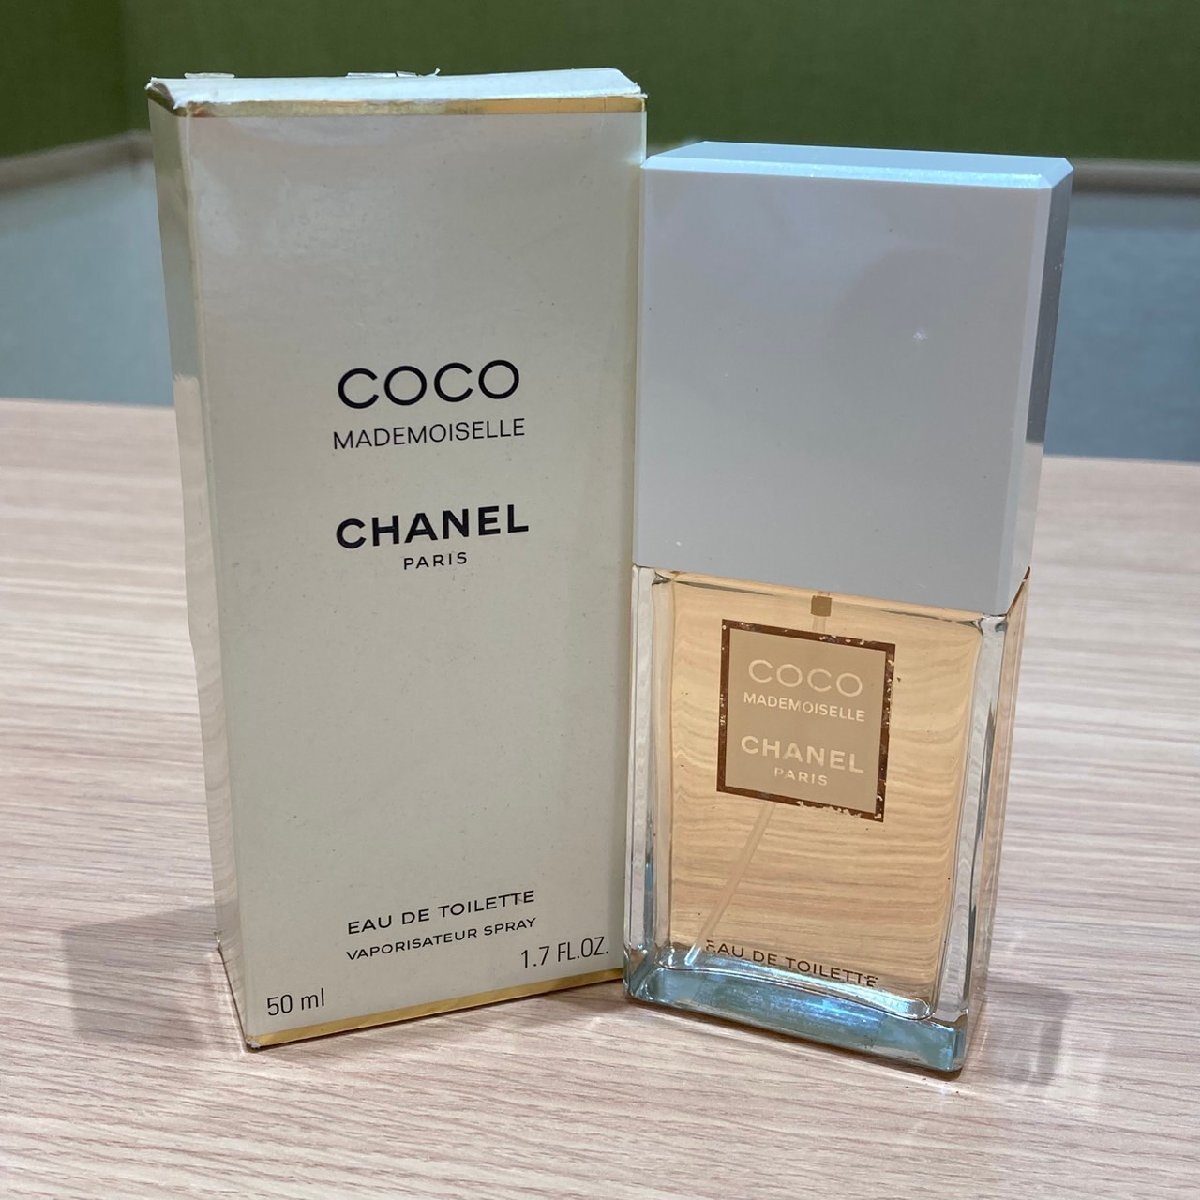 COCO
MADEMOISELLE
CHANEL
PARIS
EAU DE TOILETTE
VAPORISATEUR SPRAY
1.7 FL.OZ.
50 ml
COCO
MADEMOISELLE
CHANEL
PARIS
EAU DE TOILETTE